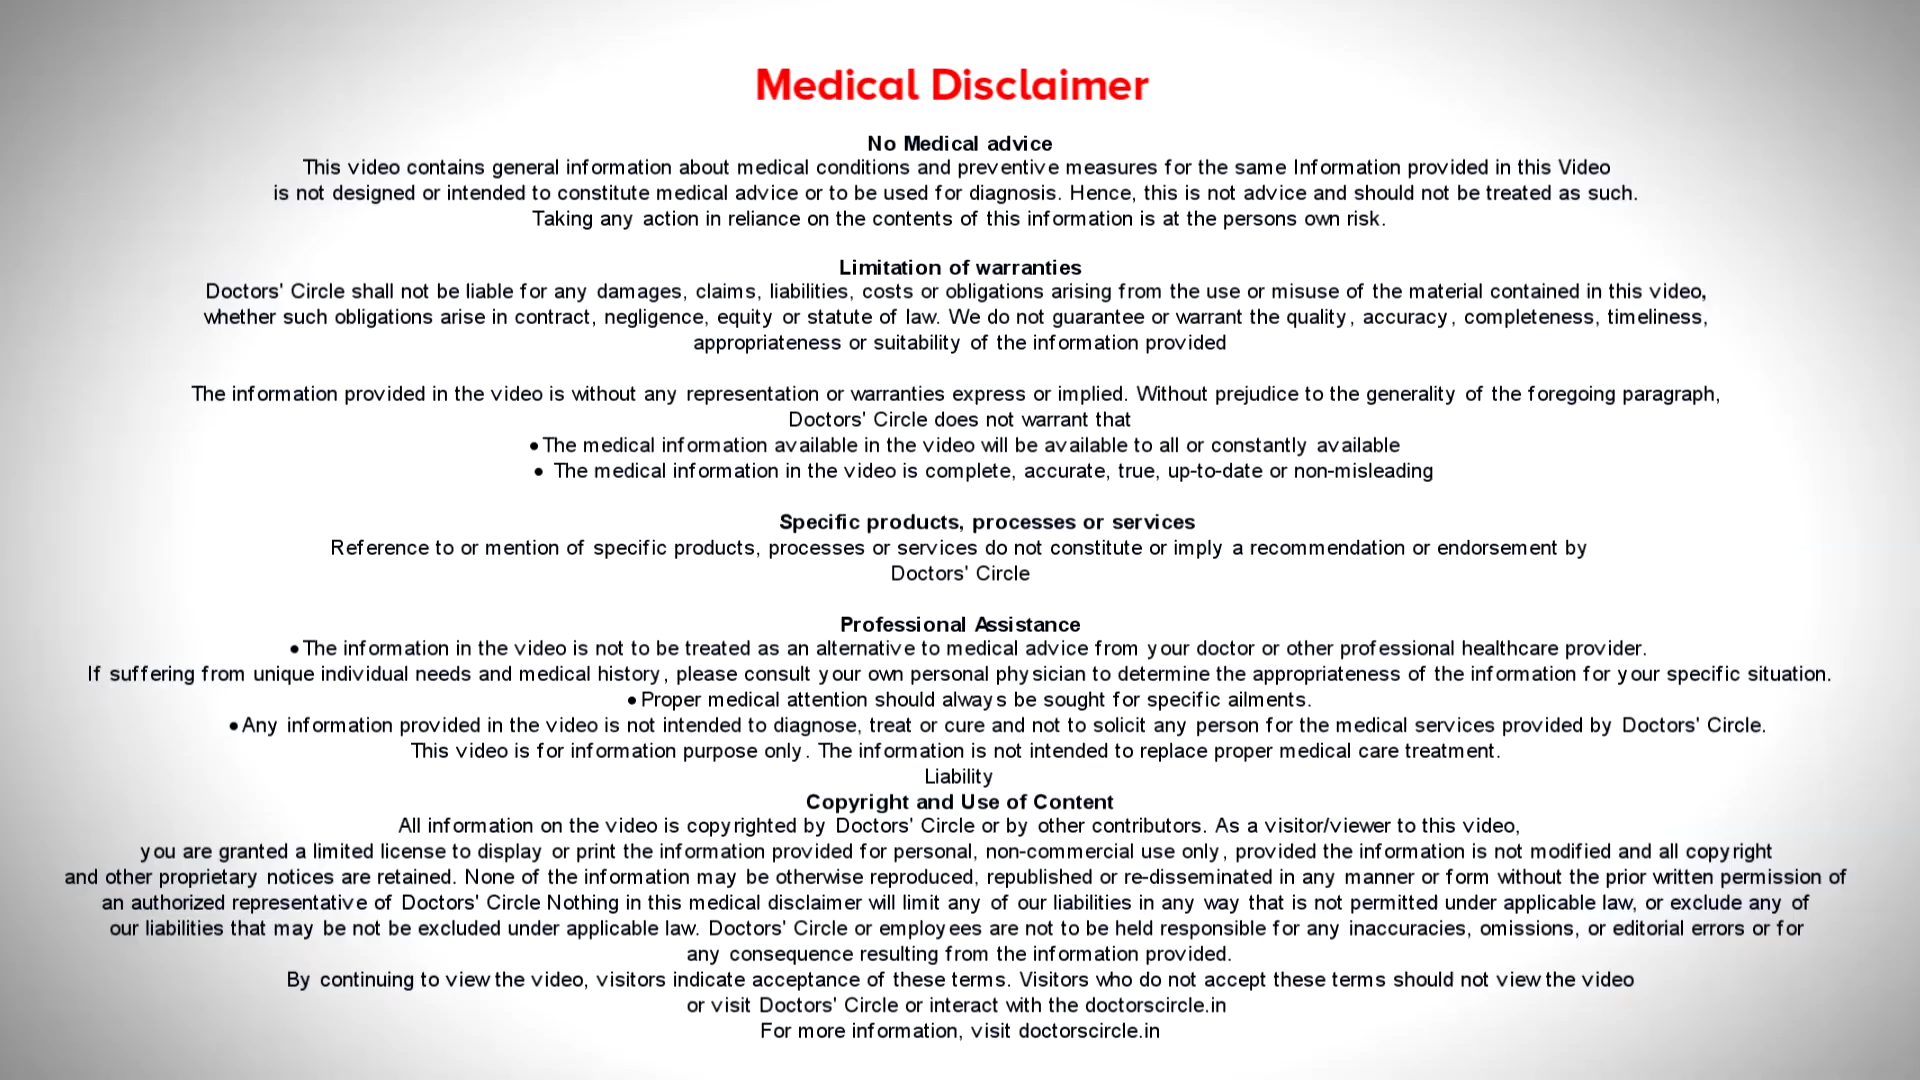 Medical Disclaimer
No Medical advice
This video contains general information about medical conditions and preventive measures for the same Information provided in this Video
is not designed or intended to constitute medical advice or to be used for diagnosis. Hence, this is not advice and should not be treated as such.
Taking any action in reliance on the contents of this information is at the persons own risk.
Limitation of warranties
Doctors' Circle shall not be liable for any damages, claims, liabilities, costs or obligations arising from the use or misuse of the material contained in this video,
whether such obligations arise in contract, negligence, equity or statute of law. We do not guarantee or warrant the quality, accuracy, completeness, timeliness,
appropriateness or suitability of the information provided
The information provided in the video is without any representation or warranties express or implied. Without prejudice to the generality of the foregoing paragraph,
Doctors' Circle does not warrant that
• The medical information available in the video will be available to all or constantly available
• The medical information in the video is complete, accurate, true, up-to-date or non-misleading
Specific products, processes or services
Reference to or mention of specific products, processes or services do not constitute or imply a recommendation or endorsement by
Doctors' Circle
Professional Assistance
• The information in the video is not to be treated as an alternative to medical advice from your doctor or other professional healthcare provider.
If suffering from unique individual needs and medical history, please consult your own personal physician to determine the appropriateness of the information for your specific situation.
• Proper medical attention should always be sought for specific ailments.
• Any information provided in the video is not intended to diagnose, treat or cure and not to solicit any person for the medical services provided by Doctors' Circle.
This video is for information purpose only. The information is not intended to replace proper medical care treatment.
Liability
Copyright and Use of Content
All information on the video is copyrighted by Doctors' Circle or by other contributors. As a visitor/viewer to this video,
you are granted a limited license to display or print the information provided for personal, non-commercial use only, provided the information is not modified and all copyright
and other proprietary notices are retained. None of the information may be otherwise reproduced, republished or re-disseminated in any manner or form without the prior written permission of
an authorized representative of Doctors' Circle Nothing in this medical disclaimer will limit any of our liabilities in any way that is not permitted under applicable law, or exclude any of
our liabilities that may be not be excluded under applicable law. Doctors' Circle or employees are not to be held responsible for any inaccuracies, omissions, or editorial errors or for
any consequence resulting from the information provided.
By continuing to view the video, visitors indicate acceptance of these terms. Visitors who do not accept these terms should not view the video
or visit Doctors' Circle or interact with the doctorscircle.in
For more information, visit doctorscircle.in